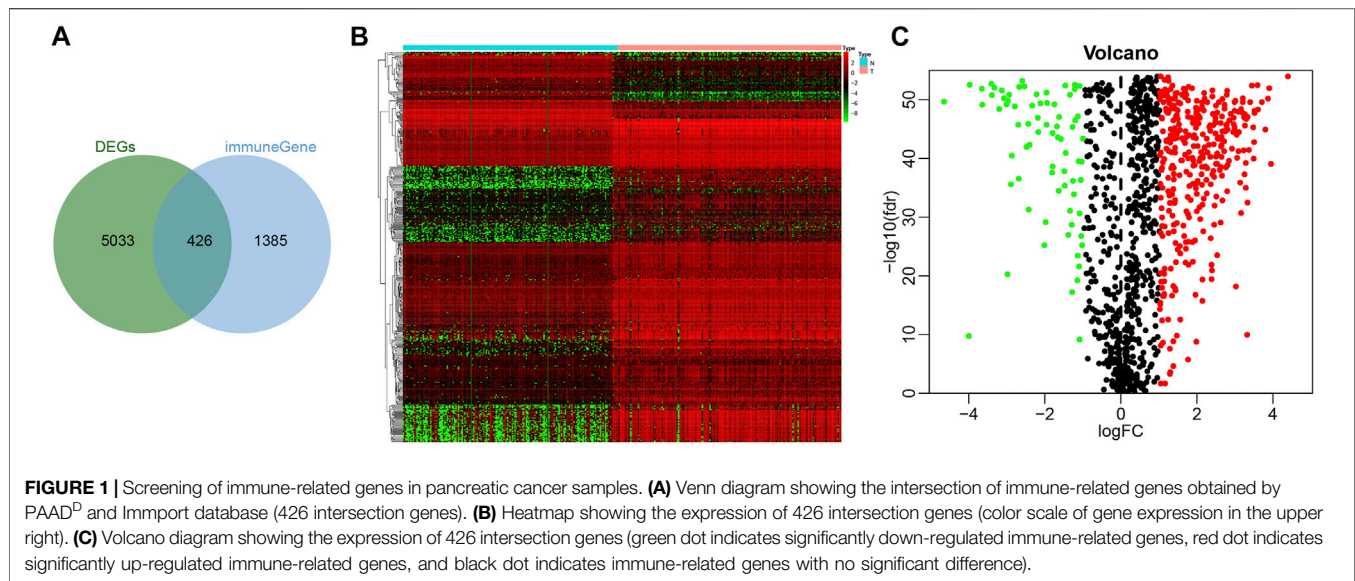 A
DEGs
immuneGene
5033
426
1385
B
Type
2
0
−2
−4
−6
−8
Type
N
T
C
Volcano
−log10(fdr)
50
40
30
20
10
0
−4
−2
0
2
4
logFC
FIGURE 1 | Screening of immune-related genes in pancreatic cancer samples. (A) Venn diagram showing the intersection of immune-related genes obtained by
PAADᴰ and Immport database (426 intersection genes). (B) Heatmap showing the expression of 426 intersection genes (color scale of gene expression in the upper
right). (C) Volcano diagram showing the expression of 426 intersection genes (green dot indicates significantly down-regulated immune-related genes, red dot indicates
significantly up-regulated immune-related genes, and black dot indicates immune-related genes with no significant difference).